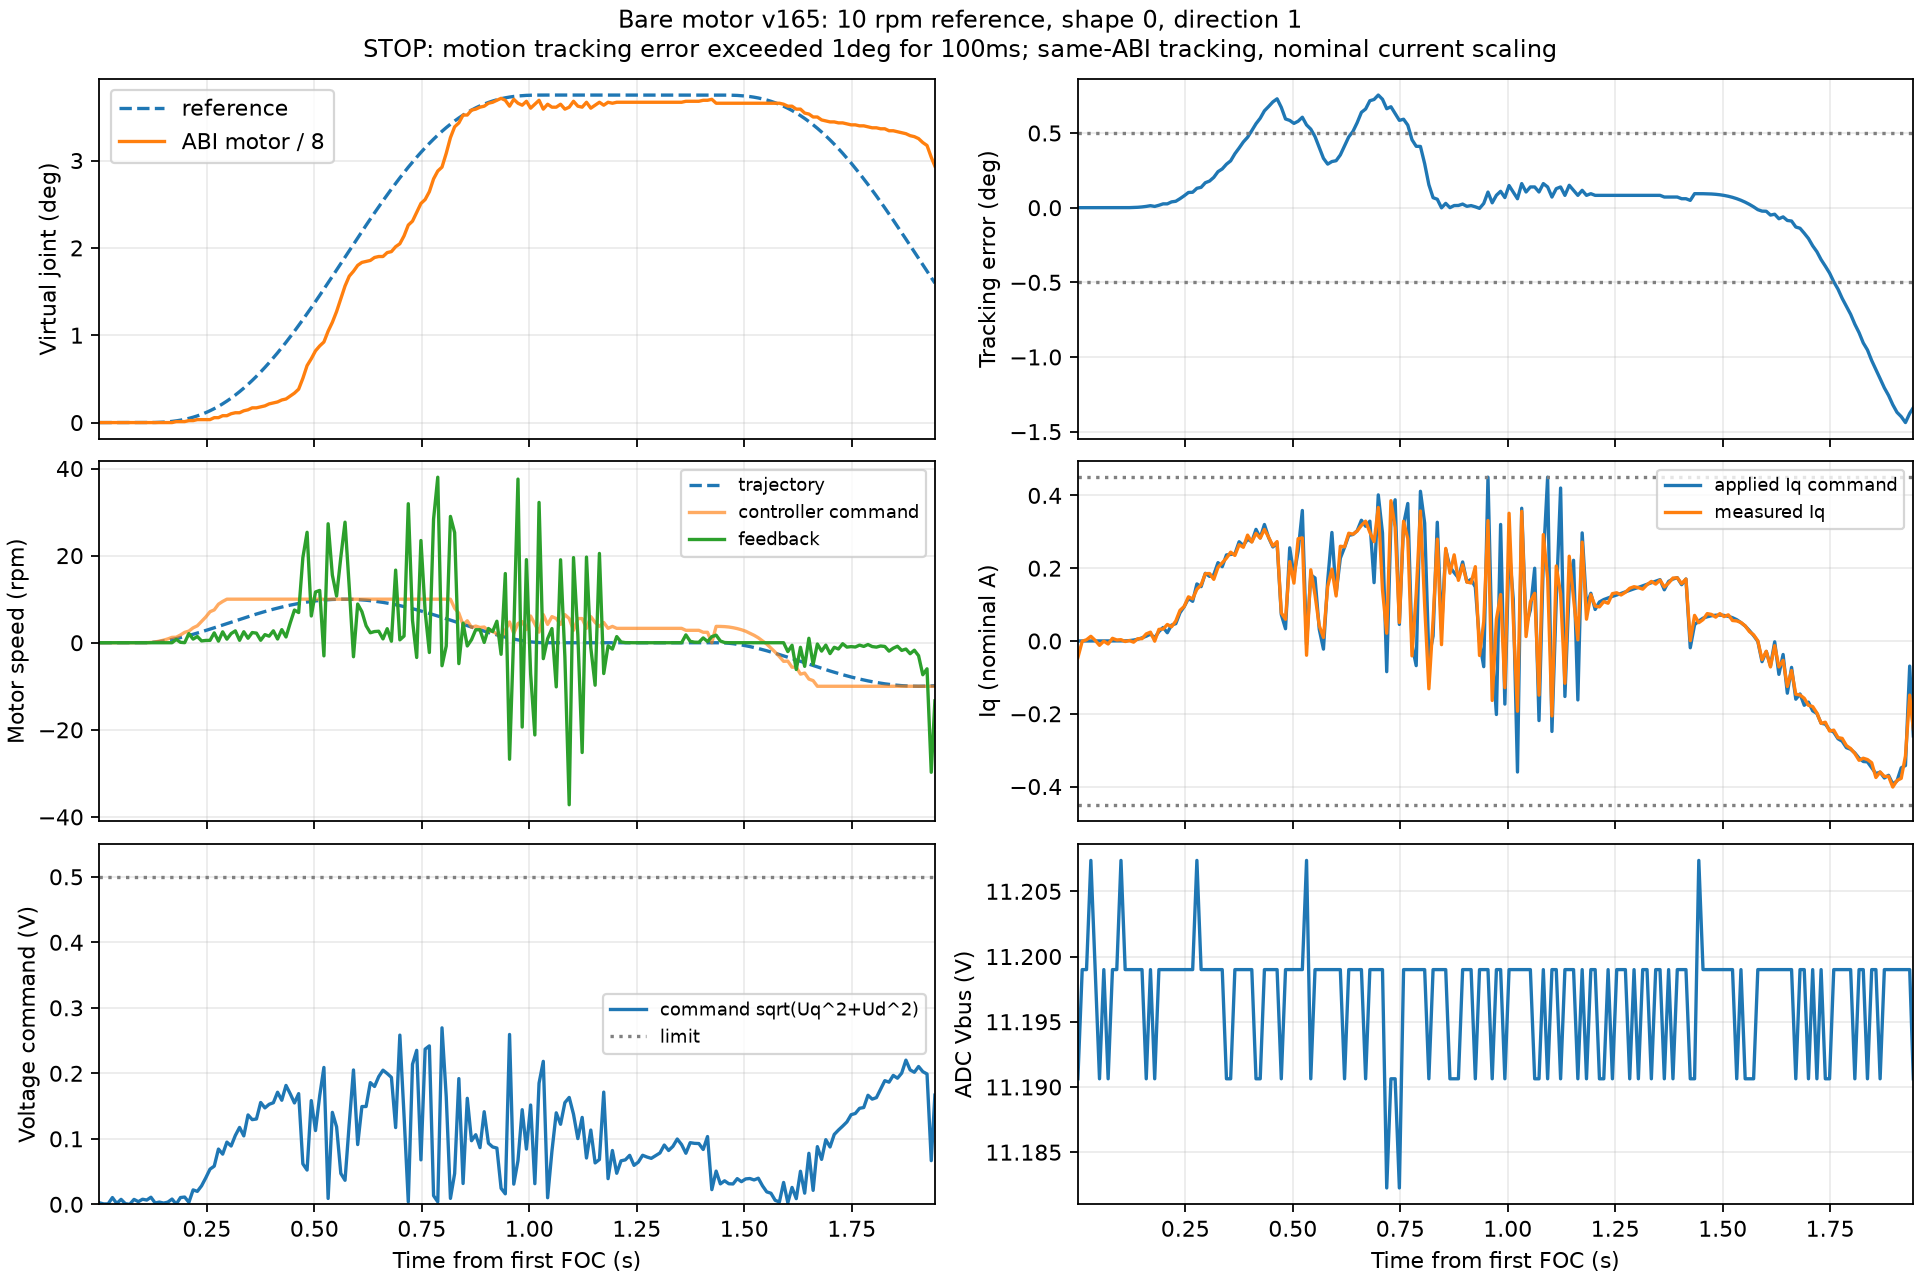 Bare motor v165: 10 rpm reference, shape 0, direction 1
STOP: motion tracking error exceeded 1deg for 100ms; same-ABI tracking, nominal current scaling
Virtual joint (deg)
3
2
1
0
reference
ABI motor / 8
Tracking error (deg)
0.5
0.0
−0.5
−1.0
−1.5
Motor speed (rpm)
40
20
0
−20
−40
trajectory
controller command
feedback
Iq (nominal A)
0.4
0.2
0.0
−0.2
−0.4
applied Iq command
measured Iq
Voltage command (V)
0.5
0.4
0.3
0.2
0.1
0.0
command sqrt(Uq^2+Ud^2)
limit
0.25 0.50 0.75 1.00 1.25 1.50 1.75
Time from first FOC (s)
ADC Vbus (V)
11.205
11.200
11.195
11.190
11.185
0.25 0.50 0.75 1.00 1.25 1.50 1.75
Time from first FOC (s)